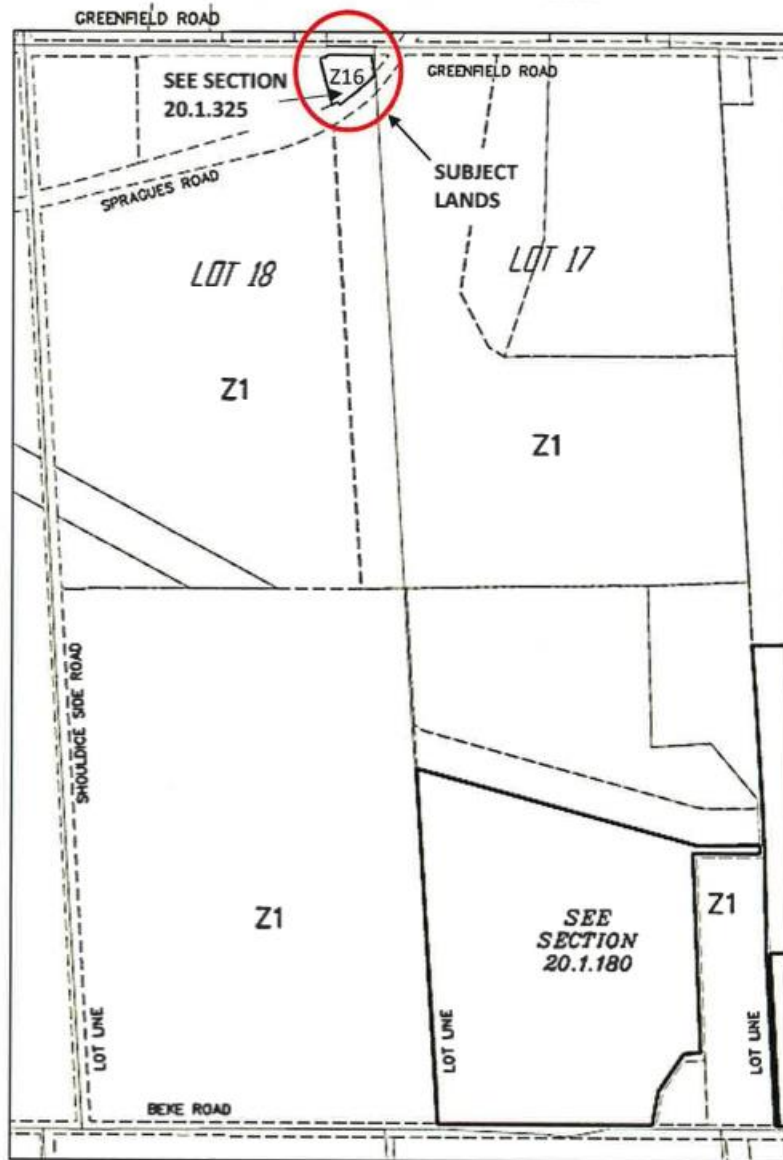 GREENFIELD ROAD
Z16
GREENFIELD ROAD
SEE SECTION
20.1.325
SUBJECT
LANDS
SPRAGUES ROAD
LOT 18
LOT 17
Z1
Z1
SHOULDICE SIDE ROAD
Z1
SEE
SECTION
20.1.180
Z1
LOT LINE
LOT LINE
LOT LINE
BEKE ROAD